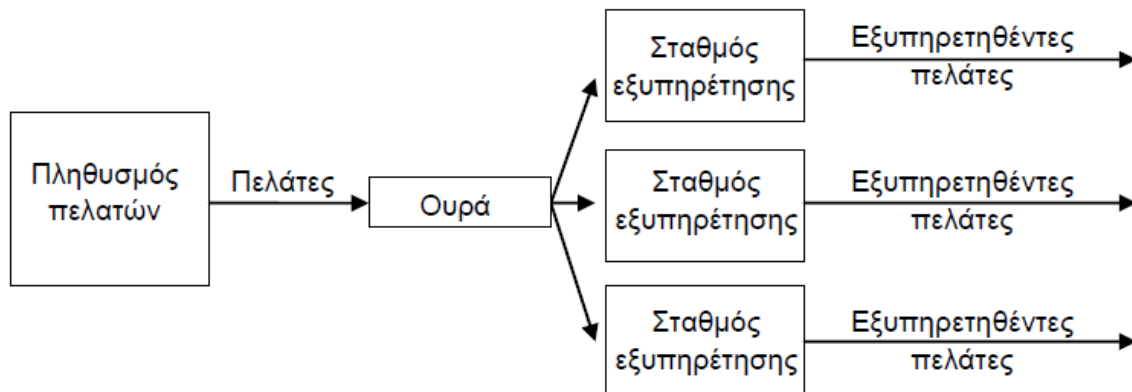 Πληθυσμός
πελατών
Πελάτες
Ουρά
Σταθμός
εξυπηρέτησης
Εξυπηρετηθέντες
πελάτες
Σταθμός
εξυπηρέτησης
Εξυπηρετηθέντες
πελάτες
Σταθμός
εξυπηρέτησης
Εξυπηρετηθέντες
πελάτες